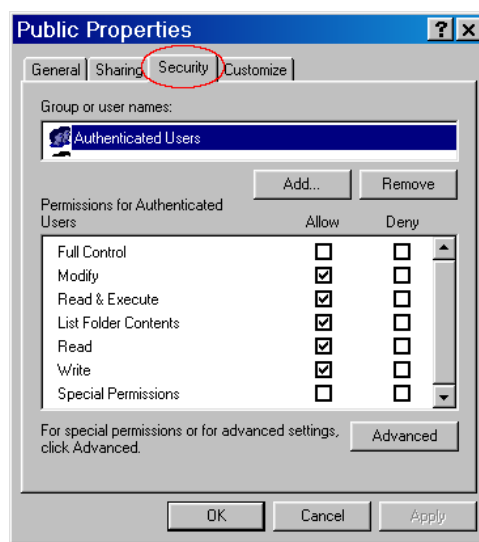 Public Properties
General Sharing Security Customize
Group or user names:
Authenticated Users
Add... Remove
Permissions for Authenticated
Users Allow Deny
Full Control
Modify
Read & Execute
List Folder Contents
Read
Write
Special Permissions
For special permissions or for advanced settings,
click Advanced.
Advanced
OK Cancel Apply